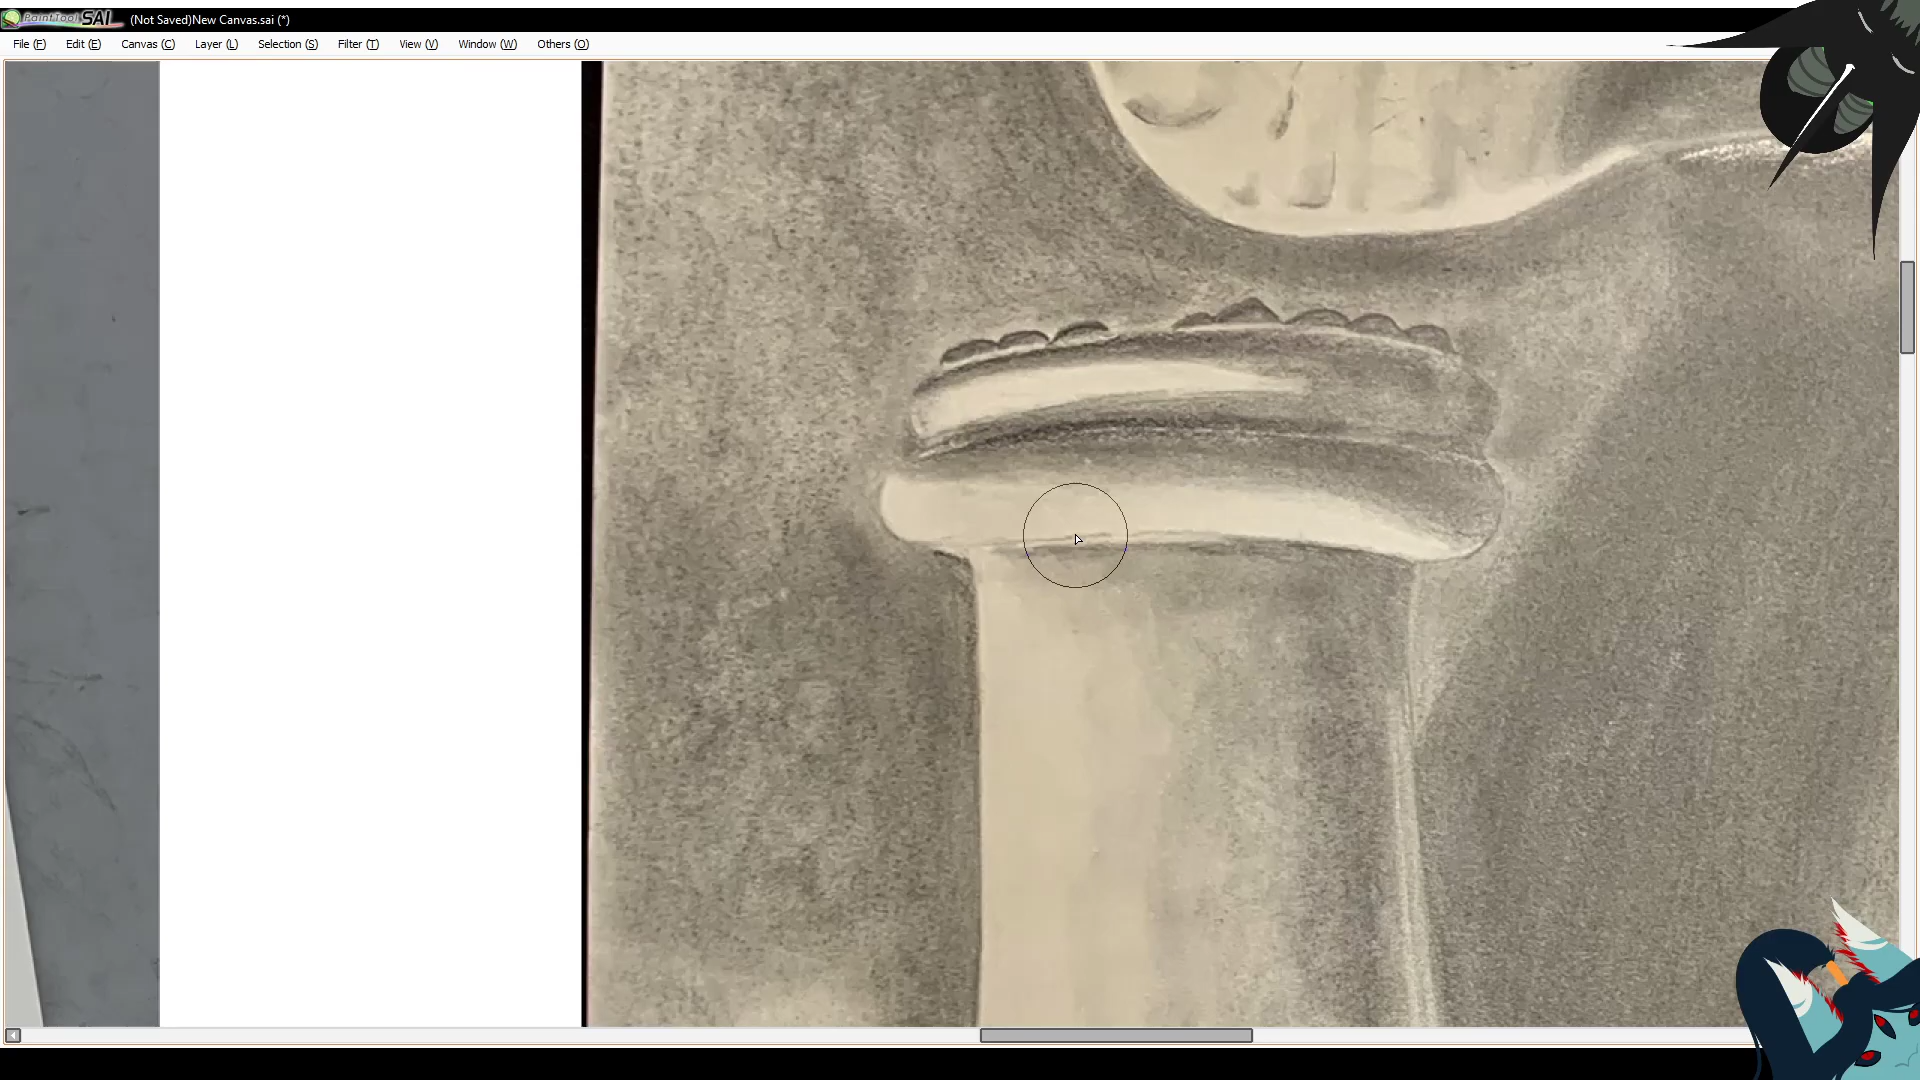 PaintTool SAI (Not Saved)New Canvas.sai (*)
File (F) Edit (E) Canvas (C) Layer (L) Selection (S) Filter (T) View (V) Window (W) Others (O)